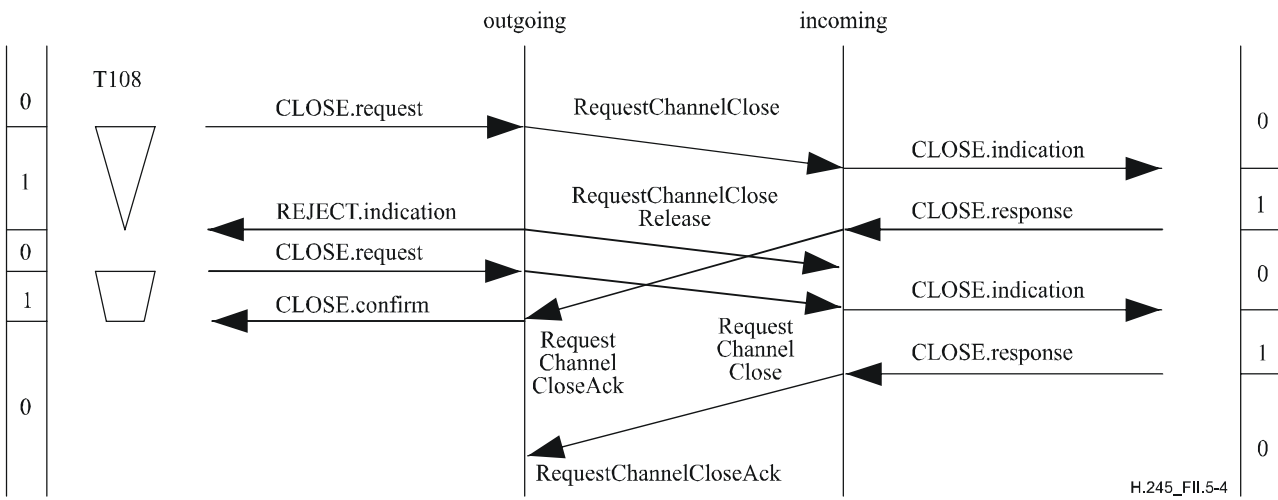 outgoing
incoming
T108
0
CLOSE.request
RequestChannelClose
0
CLOSE.indication
1
RequestChannelClose
Release
REJECT.indication
CLOSE.response
1
0
CLOSE.request
0
1
CLOSE.confirm
CLOSE.indication
Request
Channel
CloseAck
Request
Channel
Close
CLOSE.response
1
0
RequestChannelCloseAck
0
H.245_FII.5-4